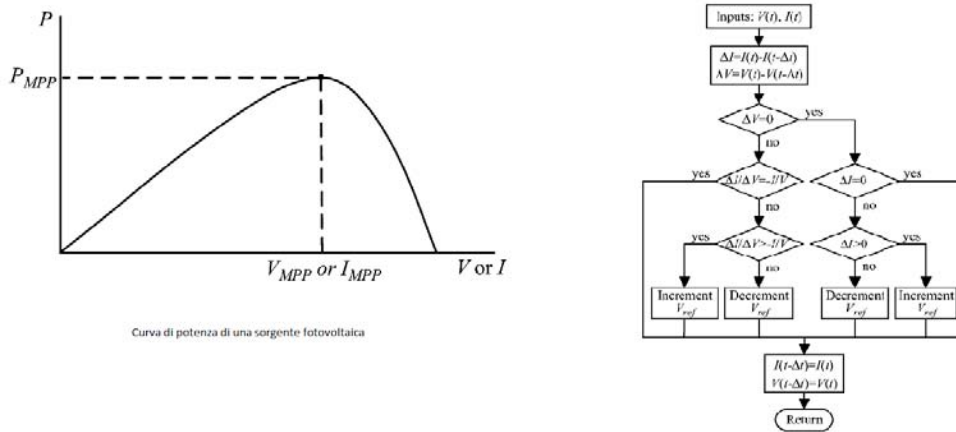 P
P_MPP
V_MPP or I_MPP
V or I
Curva di potenza di una sorgente fotovoltaica
Inputs: V(t), I(t)
ΔI=I(t)-I(t-Δt)
ΔV=V(t)-V(t-Δt)
ΔV=0
yes
no
yes
ΔI/ΔV=-I/V
ΔI=0
yes
no
no
yes
ΔI/ΔV>-I/V
ΔI>0
yes
no
no
Increment
V_ref
Decrement
V_ref
Decrement
V_ref
Increment
V_ref
I(t-Δt)=I(t)
V(t-Δt)=V(t)
Return